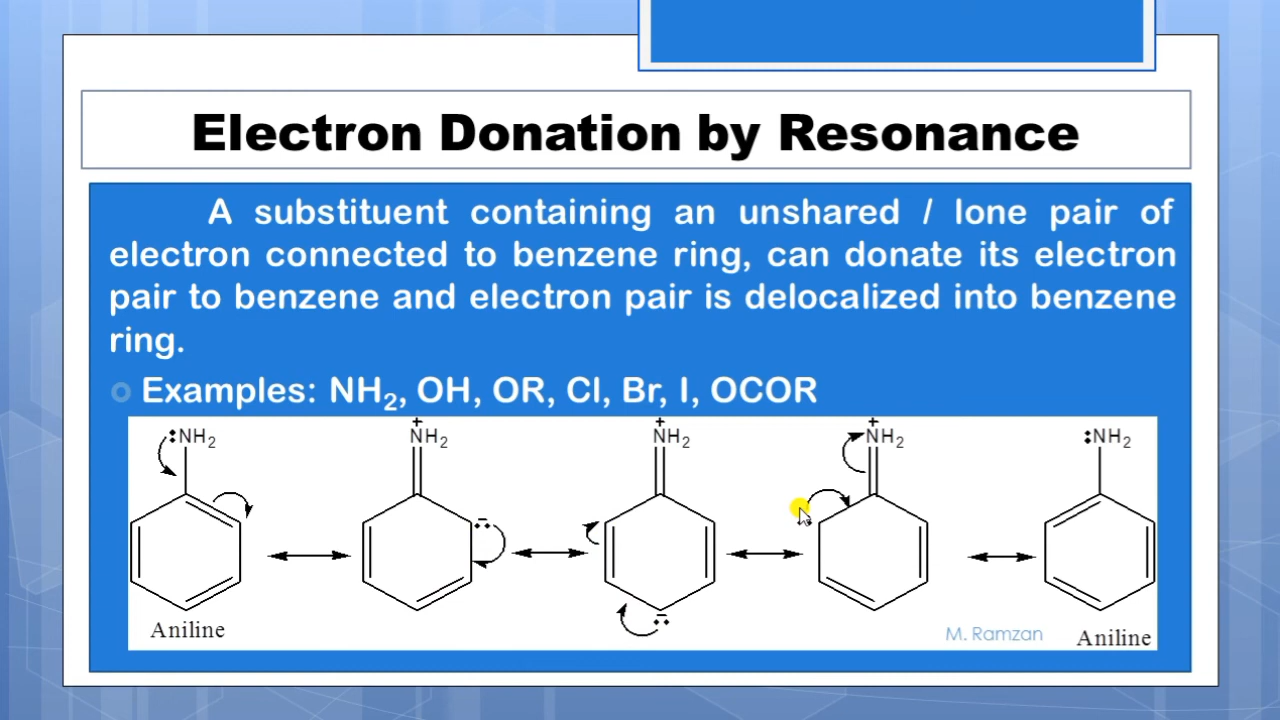 Electron Donation by Resonance
A substituent containing an unshared / lone pair of
electron connected to benzene ring, can donate its electron
pair to benzene and electron pair is delocalized into benzene
ring.
Examples: NH₂, OH, OR, Cl, Br, I, OCOR
:NH₂ +NH₂ +NH₂ +NH₂ :NH₂
Aniline M. Ramzan Aniline